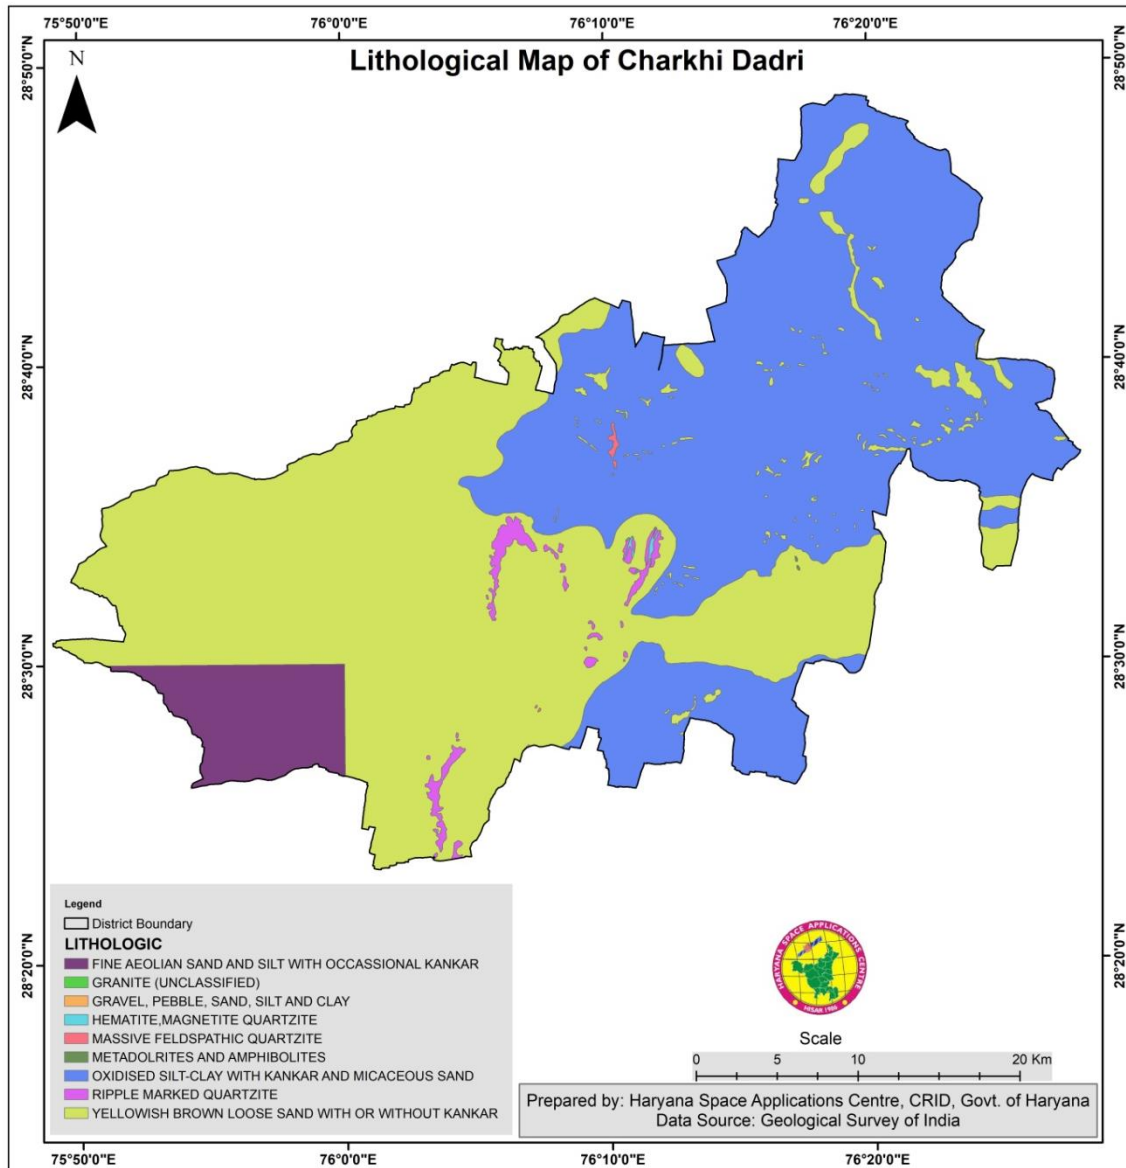 75°50'0"E 76°0'0"E 76°10'0"E 76°20'0"E
Lithological Map of Charkhi Dadri
N
28°50'0"N 28°50'0"N
28°40'0"N 28°40'0"N
28°30'0"N 28°30'0"N
28°20'0"N 28°20'0"N
Legend
District Boundary
LITHOLOGIC
FINE AEOLIAN SAND AND SILT WITH OCCASSIONAL KANKAR
GRANITE (UNCLASSIFIED)
GRAVEL, PEBBLE, SAND, SILT AND CLAY
HEMATITE,MAGNETITE QUARTZITE
MASSIVE FELDSPATHIC QUARTZITE
METADOLRITES AND AMPHIBOLITES
OXIDISED SILT-CLAY WITH KANKAR AND MICACEOUS SAND
RIPPLE MARKED QUARTZITE
YELLOWISH BROWN LOOSE SAND WITH OR WITHOUT KANKAR
HARYANA SPACE APPLICATIONS CENTRE
HISAR 1986
Scale
0 5 10 20 Km
Prepared by: Haryana Space Applications Centre, CRID, Govt. of Haryana
Data Source: Geological Survey of India
75°50'0"E 76°0'0"E 76°10'0"E 76°20'0"E